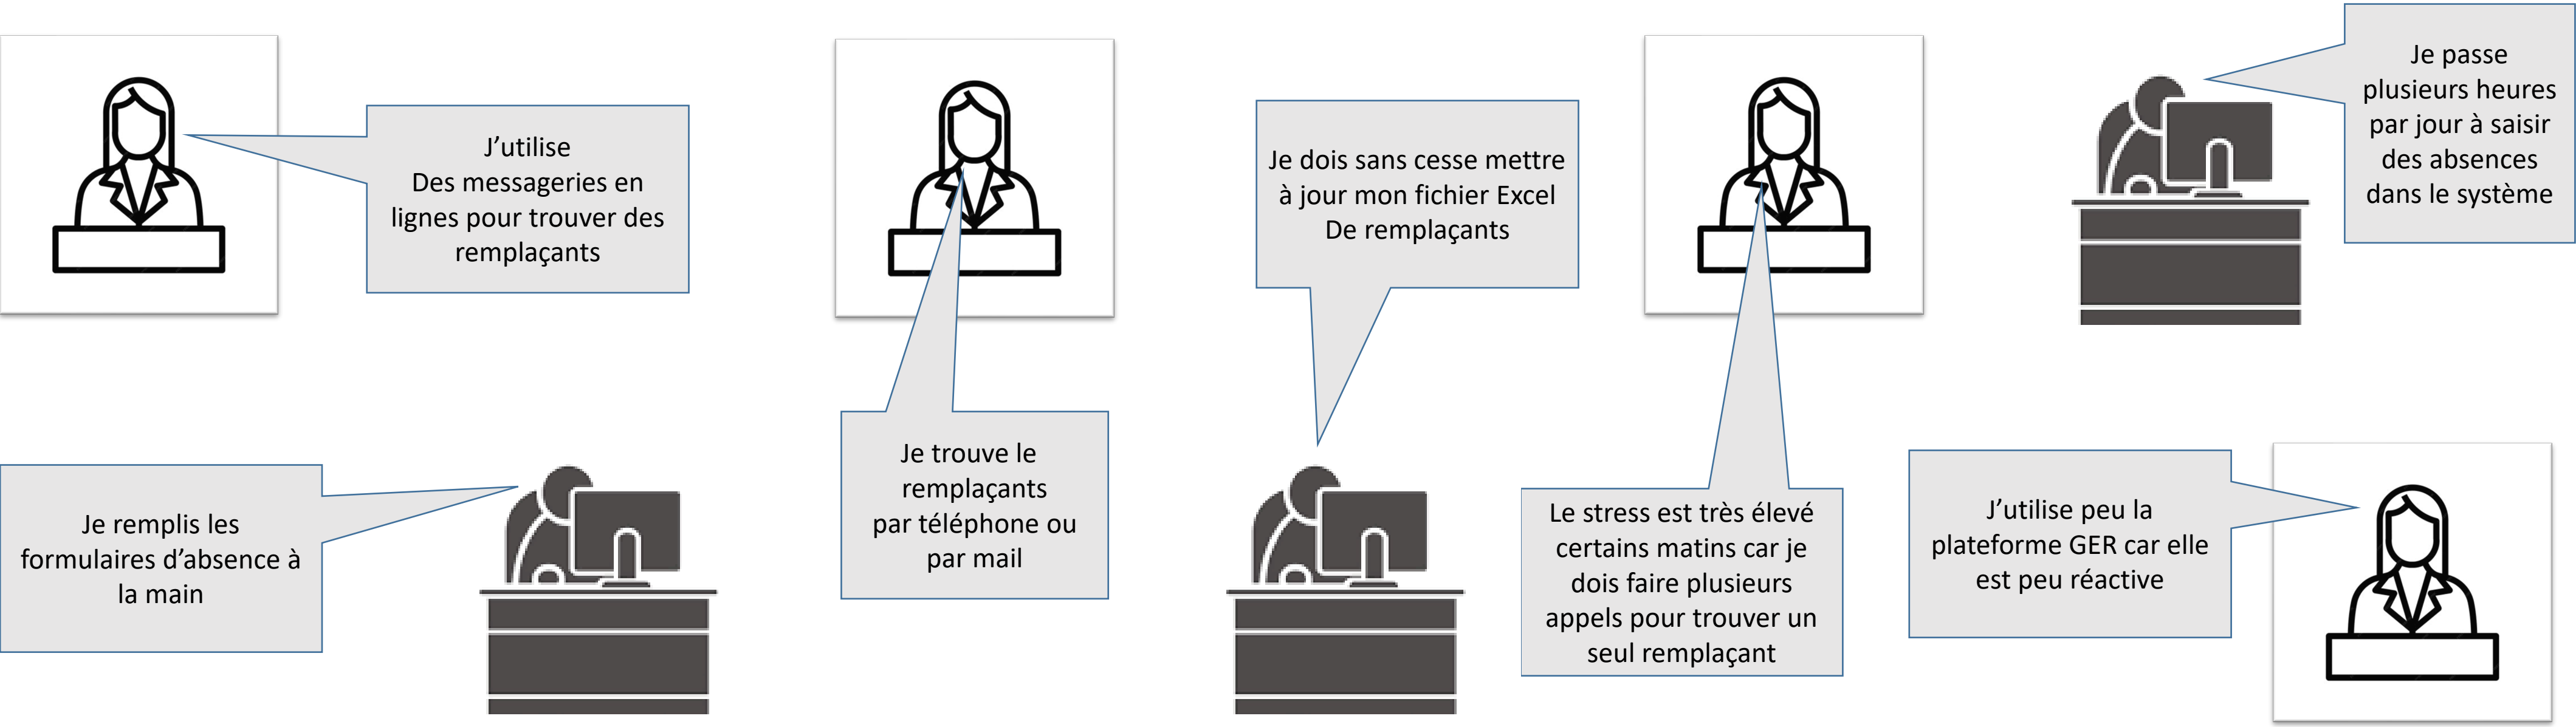 J’utilise
Des messageries en
lignes pour trouver des
remplaçants
Je dois sans cesse mettre
à jour mon fichier Excel
De remplaçants
Je passe
plusieurs heures
par jour à saisir
des absences
dans le système
Je remplis les
formulaires d’absence à
la main
Je trouve le
remplaçants
par téléphone ou
par mail
Le stress est très élevé
certains matins car je
dois faire plusieurs
appels pour trouver un
seul remplaçant
J’utilise peu la
plateforme GER car elle
est peu réactive